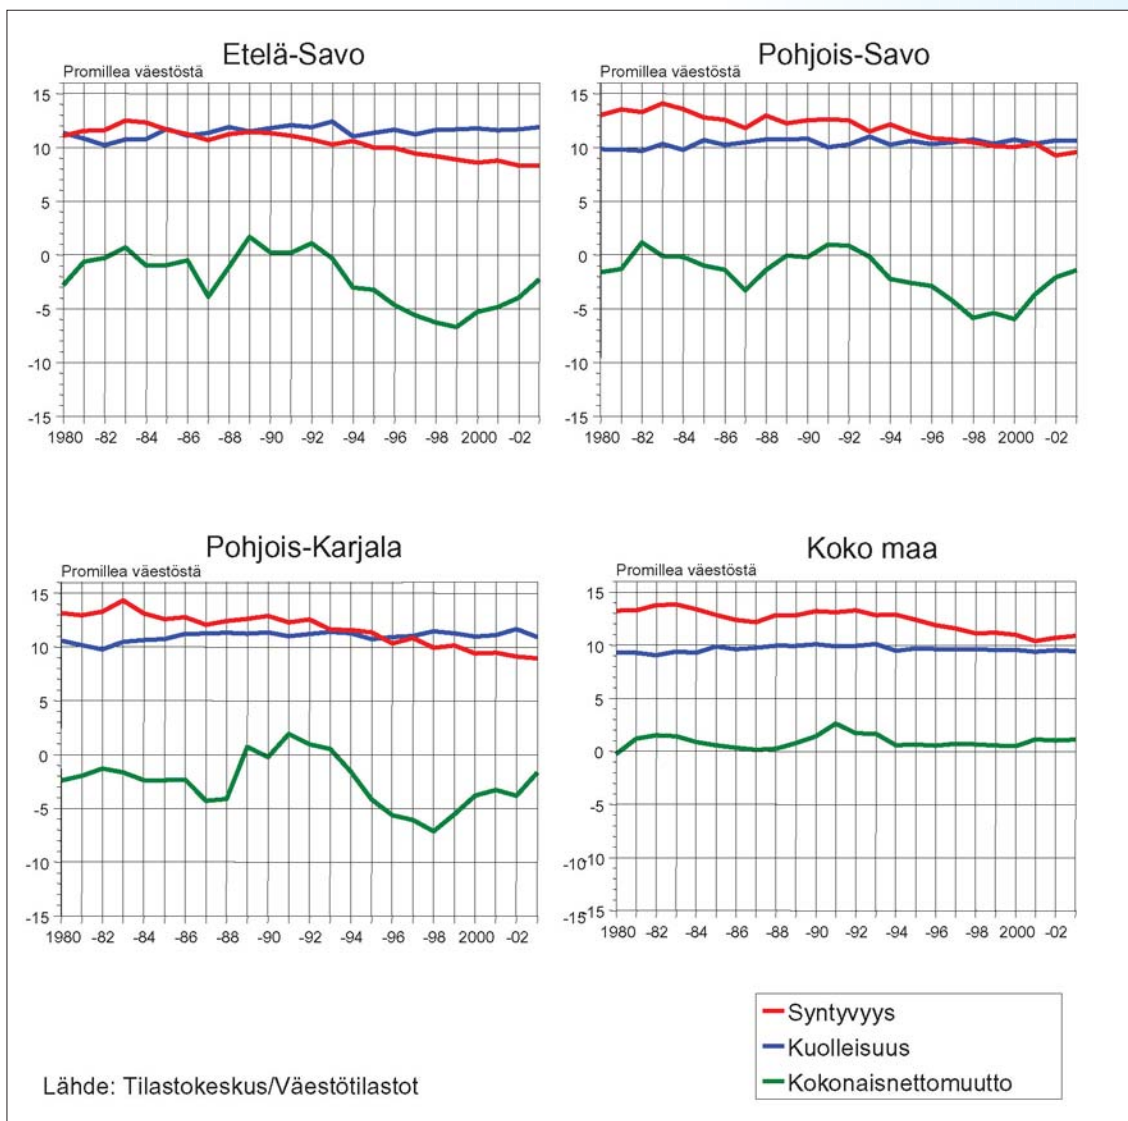 Etelä-Savo
Promillea väestöstä
15
10
5
0
-5
-10
-15
1980 -82 -84 -86 -88 -90 -92 -94 -96 -98 2000 -02
Pohjois-Savo
Promillea väestöstä
15
10
5
0
-5
-10
-15
1980 -82 -84 -86 -88 -90 -92 -94 -96 -98 2000 -02
Pohjois-Karjala
Promillea väestöstä
15
10
5
0
-5
-10
-15
1980 -82 -84 -86 -88 -90 -92 -94 -96 -98 2000 -02
Koko maa
Promillea väestöstä
15
10
5
0
-5
-10-10
-15-15
1980 -82 -84 -86 -88 -90 -92 -94 -96 -98 2000 -02
Syntyvyys
Kuolleisuus
Kokonaisnettomuutto
Lähde: Tilastokeskus/Väestötilastot